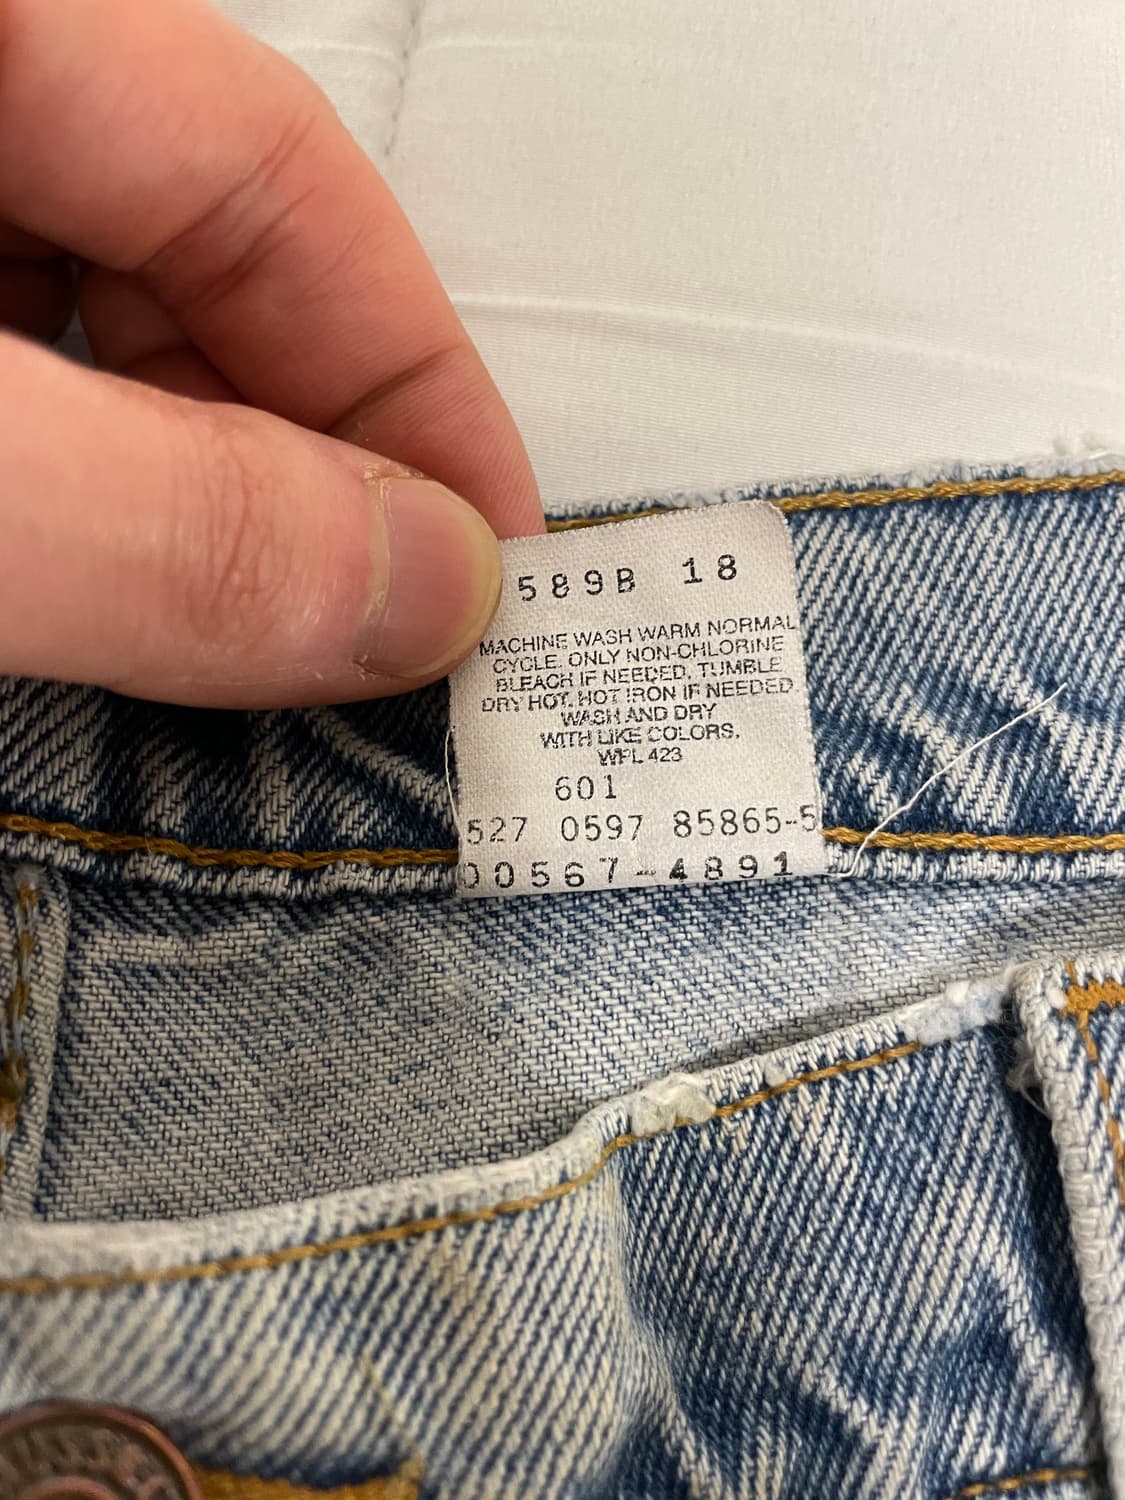 589B 18
MACHINE WASH WARM NORMAL
CYCLE. ONLY NON-CHLORINE
BLEACH IF NEEDED. TUMBLE
DRY HOT. HOT IRON IF NEEDED.
WASH AND DRY
WITH LIKE COLORS.
WPL 423
601
527 0597 85865-5
00567-4891